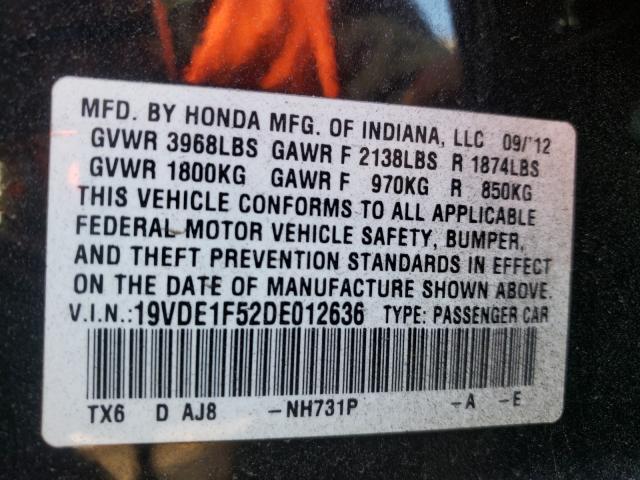 MFD. BY HONDA MFG. OF INDIANA, LLC 09/'12
GVWR 3968LBS GAWR F 2138LBS R 1874LBS
GVWR 1800KG GAWR F 970KG R 850KG
THIS VEHICLE CONFORMS TO ALL APPLICABLE
FEDERAL MOTOR VEHICLE SAFETY, BUMPER,
AND THEFT PREVENTION STANDARDS IN EFFECT
ON THE DATE OF MANUFACTURE SHOWN ABOVE.
V.I.N.:19VDE1F52DE012636 TYPE: PASSENGER CAR
TX6 D AJ8 -NH731P -A -E